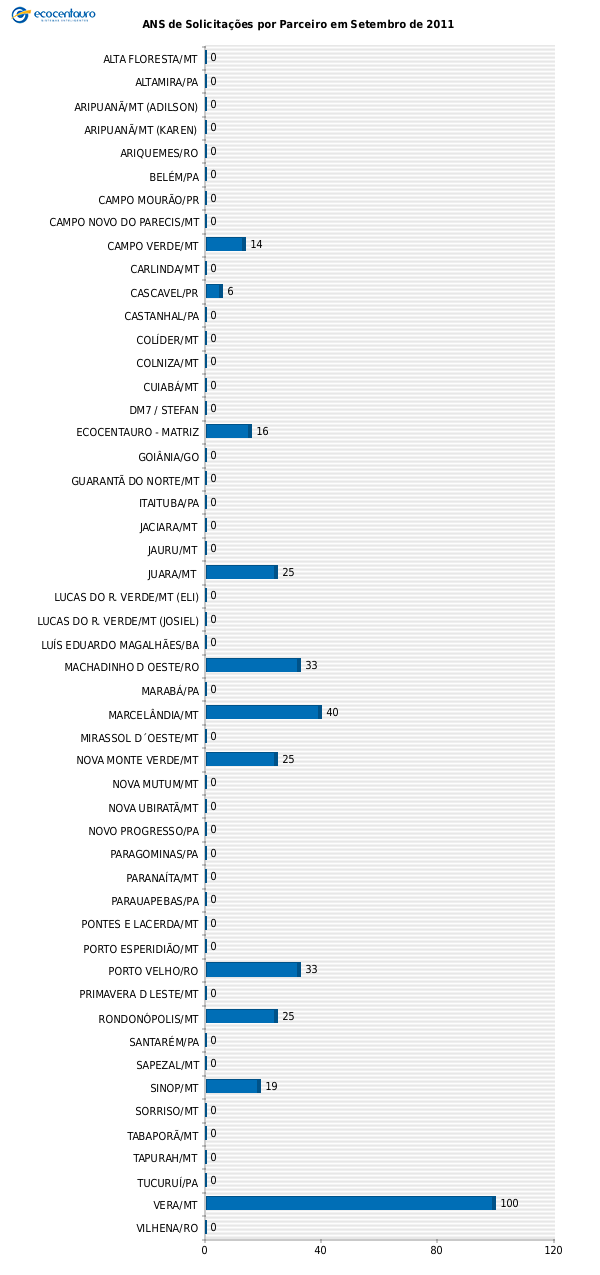 ecocentauro
ANS de Solicitações por Parceiro em Setembro de 2011
ALTA FLORESTA/MT 0
ALTAMIRA/PA 0
ARIPUANÃ/MT (ADILSON) 0
ARIPUANÃ/MT (KAREN) 0
ARIQUEMES/RO 0
BELÉM/PA 0
CAMPO MOURÃO/PR 0
CAMPO NOVO DO PARECIS/MT 0
CAMPO VERDE/MT 14
CARLINDA/MT 0
CASCAVEL/PR 6
CASTANHAL/PA 0
COLÍDER/MT 0
COLNIZA/MT 0
CUIABÁ/MT 0
DM7 / STEFAN 0
ECOCENTAURO - MATRIZ 16
GOIÂNIA/GO 0
GUARANTÃ DO NORTE/MT 0
ITAITUBA/PA 0
JACIARA/MT 0
JAURU/MT 0
JUARA/MT 25
LUCAS DO R. VERDE/MT (ELI) 0
LUCAS DO R. VERDE/MT (JOSIEL) 0
LUÍS EDUARDO MAGALHÃES/BA 0
MACHADINHO D OESTE/RO 33
MARABÁ/PA 0
MARCELÂNDIA/MT 40
MIRASSOL D´OESTE/MT 0
NOVA MONTE VERDE/MT 25
NOVA MUTUM/MT 0
NOVA UBIRATÃ/MT 0
NOVO PROGRESSO/PA 0
PARAGOMINAS/PA 0
PARANAÍTA/MT 0
PARAUAPEBAS/PA 0
PONTES E LACERDA/MT 0
PORTO ESPERIDIÃO/MT 0
PORTO VELHO/RO 33
PRIMAVERA D LESTE/MT 0
RONDONÓPOLIS/MT 25
SANTARÉM/PA 0
SAPEZAL/MT 0
SINOP/MT 19
SORRISO/MT 0
TABAPORÃ/MT 0
TAPURAH/MT 0
TUCURUÍ/PA 0
VERA/MT 100
VILHENA/RO 0
0 40 80 120